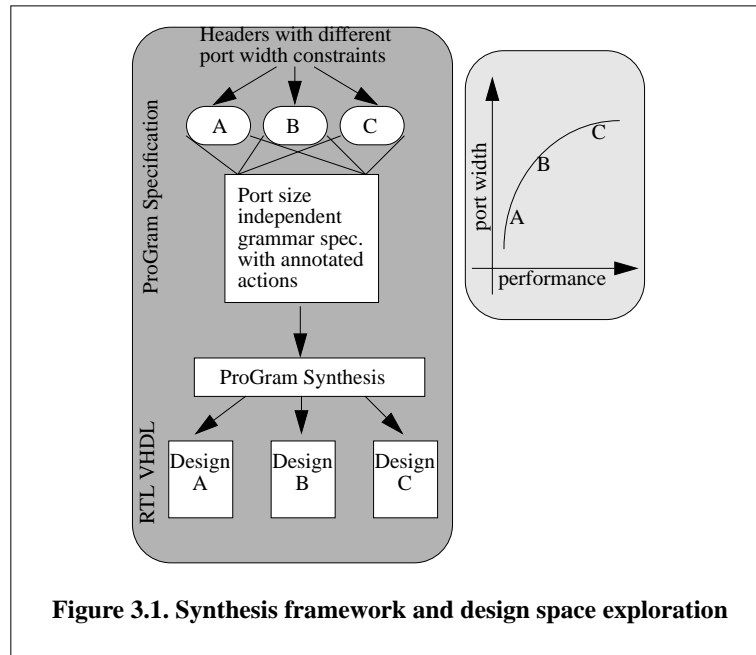 Headers with different
port width constraints
A
B
C
ProGram Specification
Port size
independent
grammar spec.
with annotated
actions
ProGram Synthesis
RTL VHDL
Design
A
Design
B
Design
C
port width
A
B
C
performance
Figure 3.1. Synthesis framework and design space exploration